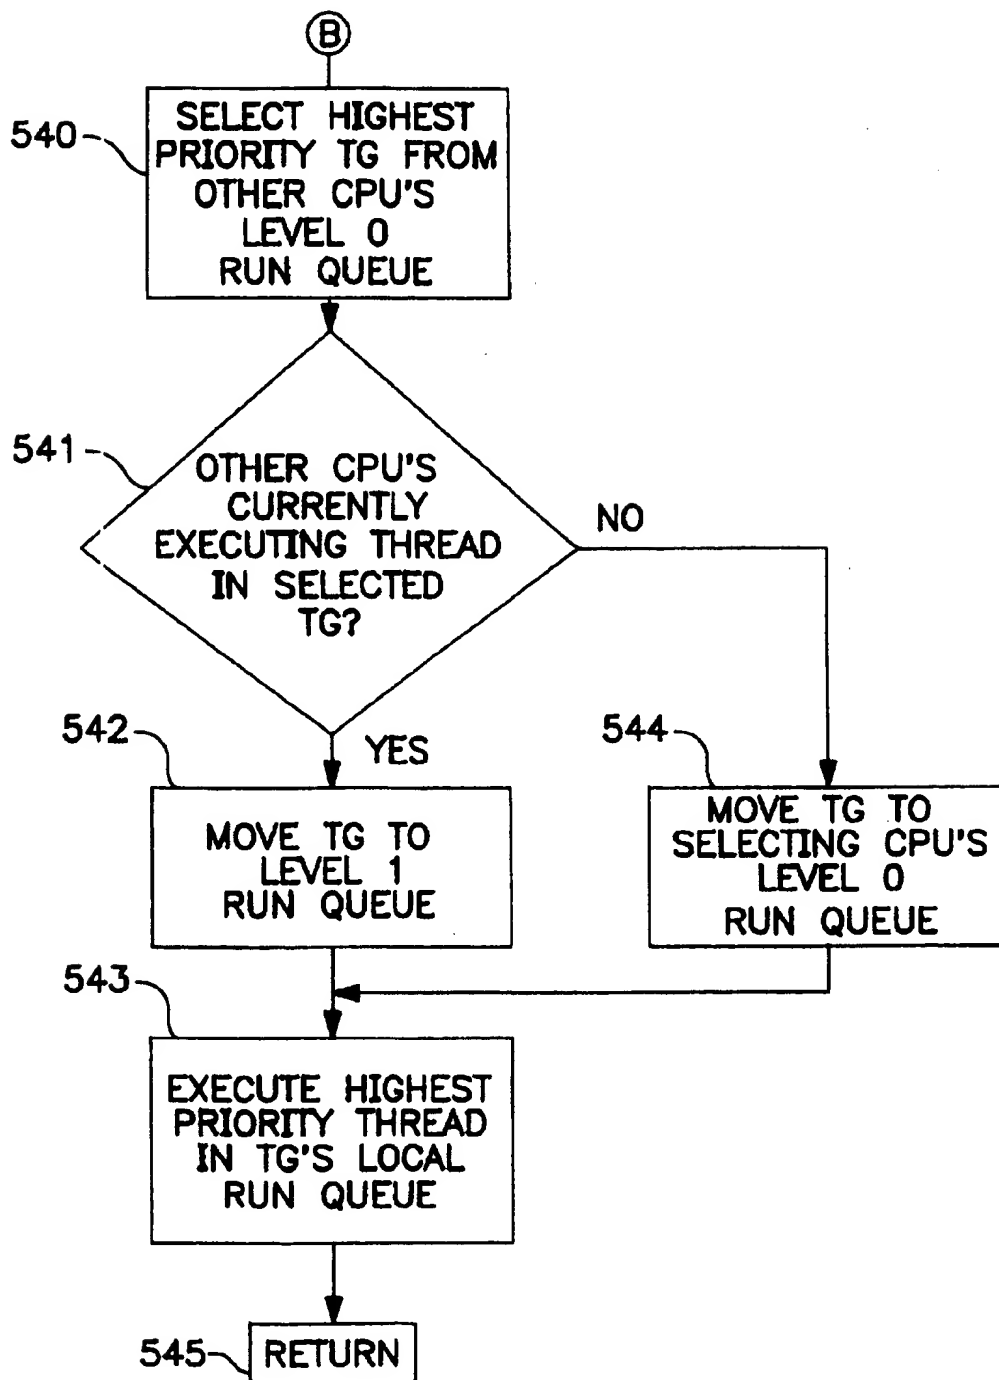 B
540
SELECT HIGHEST
PRIORITY TG FROM
OTHER CPU'S
LEVEL 0
RUN QUEUE
541
OTHER CPU'S
CURRENTLY
EXECUTING THREAD
IN SELECTED
TG?
NO
YES
542
MOVE TG TO
LEVEL 1
RUN QUEUE
544
MOVE TG TO
SELECTING CPU'S
LEVEL 0
RUN QUEUE
543
EXECUTE HIGHEST
PRIORITY THREAD
IN TG'S LOCAL
RUN QUEUE
545
RETURN